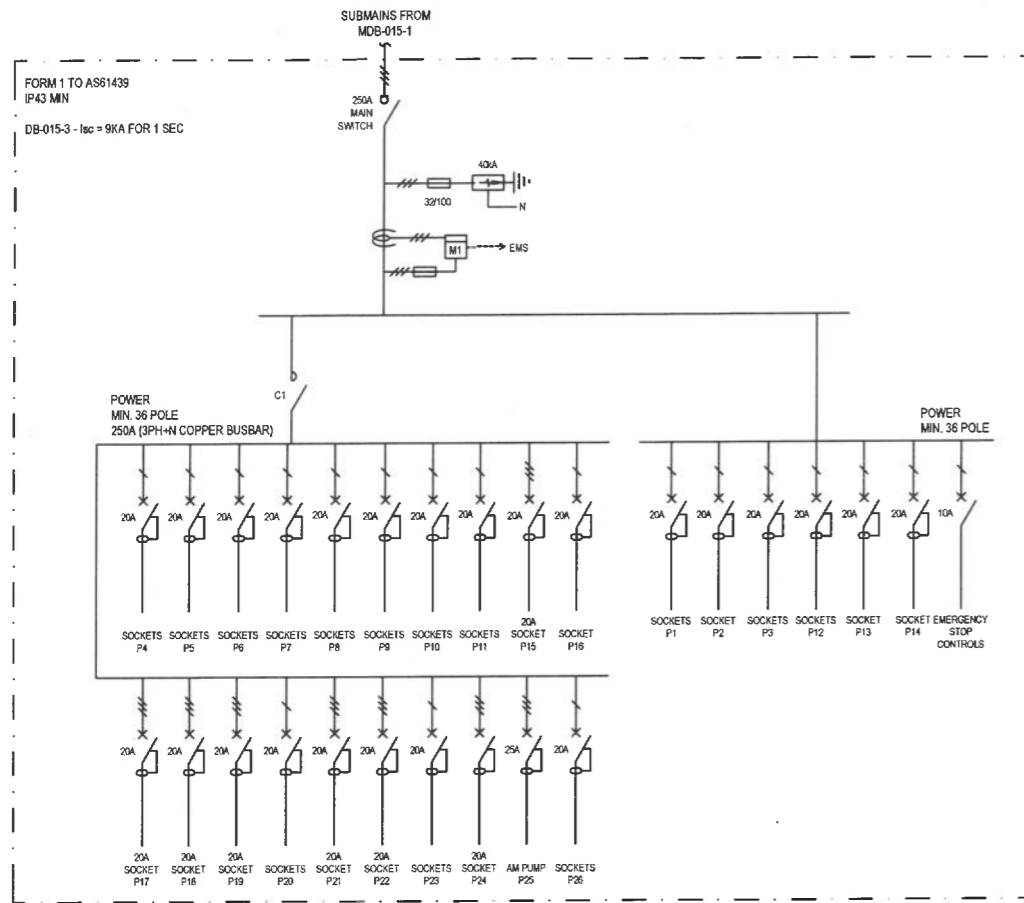 SUBMAINS FROM
MDB-015-1
FORM 1 TO AS61439
IP43 MIN
DB-015-3 - Isc = 9KA FOR 1 SEC
250A
MAIN
SWITCH
40kA
32/100
N
M1
EMS
C1
POWER
MIN. 36 POLE
250A (3PH+N COPPER BUSBAR)
POWER
MIN. 36 POLE
20A 20A 20A 20A 20A 20A 20A 20A 20A 20A
20A 20A 20A 20A 20A 20A 10A
20A
SOCKETS SOCKETS SOCKETS SOCKETS SOCKETS SOCKETS SOCKETS SOCKETS SOCKET SOCKET
P4 P5 P6 P7 P8 P9 P10 P11 P15 P16
SOCKETS SOCKET SOCKETS SOCKETS SOCKET SOCKET EMERGENCY
P1 P2 P3 P12 P13 P14 STOP
CONTROLS
20A 20A 20A 20A 20A 20A 20A 20A 25A 20A
20A 20A 20A 20A 20A 20A
SOCKET SOCKET SOCKET SOCKETS SOCKET SOCKET SOCKETS SOCKET AM PUMP SOCKETS
P17 P18 P19 P20 P21 P22 P23 P24 P25 P26